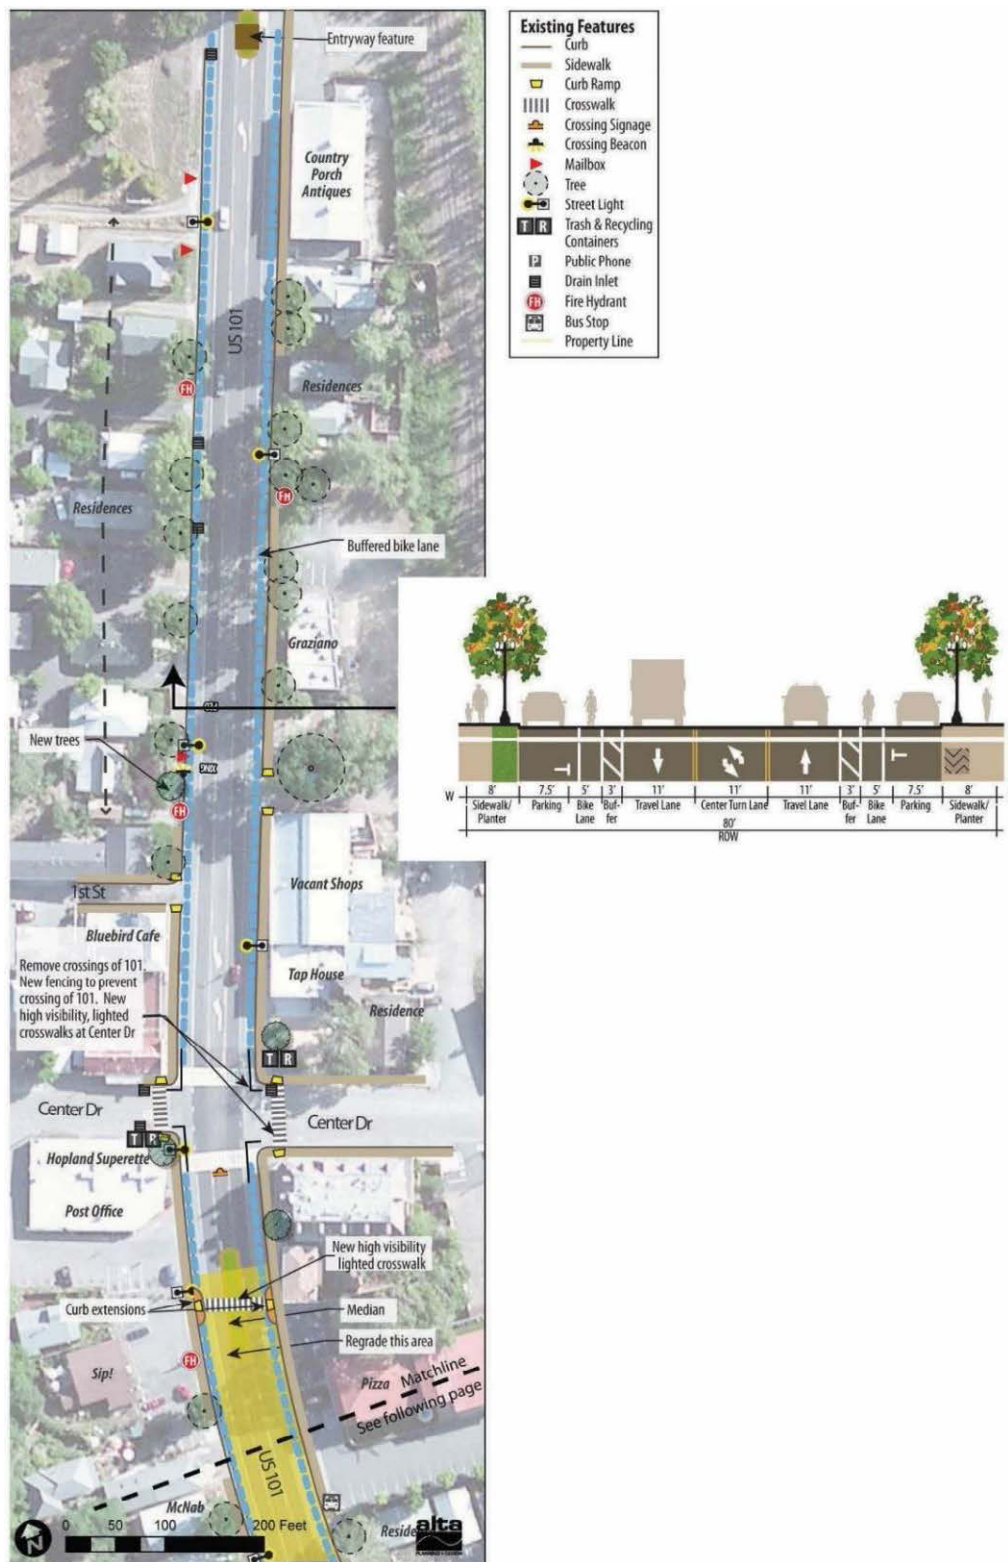 Entryway feature
Country
Porch
Antiques
US 101
Residences
FH
FH
Residences
Buffered bike lane
Graziano
New trees
FH
1st St
Vacant Shops
Bluebird Cafe
Remove crossings of 101.
New fencing to prevent
crossing of 101. New
high visibility, lighted
crosswalks at Center Dr
Tap House
Residence
T R
Center Dr
Center Dr
T R
Hopland Superette
Post Office
New high visibility
lighted crosswalk
Curb extensions
Median
Regrade this area
FH
Sip!
Pizza
Matchline
See following page
US 101
McNab
N
0 50 100 200 Feet
alta
Existing Features
Curb
Sidewalk
Curb Ramp
Crosswalk
Crossing Signage
Crossing Beacon
Mailbox
Tree
Street Light
T R Trash & Recycling
Containers
P Public Phone
Drain Inlet
FH Fire Hydrant
Bus Stop
Property Line
W 8' 7.5' 5' 3' 11' 11' 11' 3' 5' 7.5' 8' E
Sidewalk/ Parking Bike Buf- Travel Lane Center Turn Lane Travel Lane Buf- Bike Parking Sidewalk/
Planter Lane fer fer Lane Planter
80'
ROW